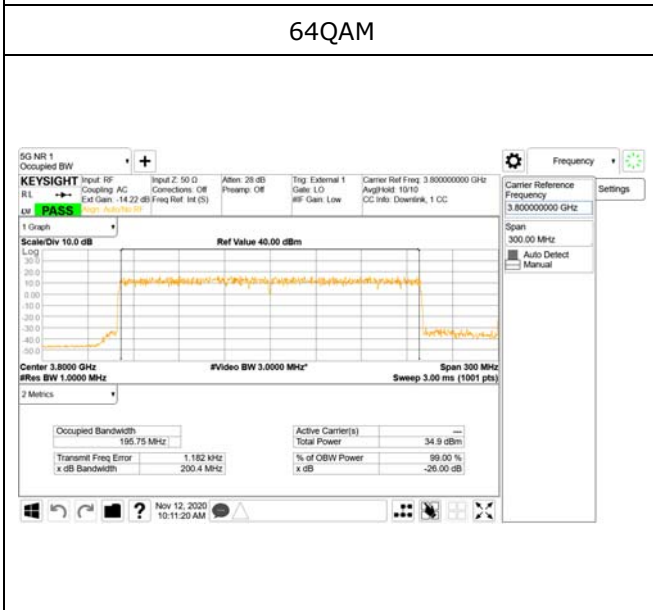 64QAM
5G NR 1
Occupied BW
Frequency
KEYSIGHT
Input: RF
Coupling: AC
Ext Gain: -14.22 dB
Align: Auto/No RF
Input Z: 50 Ω
Corrections: Off
Freq Ref: Int (S)
Atten: 28 dB
Preamp: Off
Trig: External 1
Gate: LO
#IF Gain: Low
Carrier Ref Freq: 3.800000000 GHz
Avg|Hold: 10/10
CC Info: Downlink, 1 CC
RL
PASS
Carrier Reference
Frequency
3.800000000 GHz
Settings
Span
300.00 MHz
Auto Detect
Manual
1 Graph
Scale/Div 10.0 dB
Ref Value 40.00 dBm
Log
30.0
20.0
10.0
0.00
-10.0
-20.0
-30.0
-40.0
-50.0
Center 3.8000 GHz
#Video BW 3.0000 MHz*
Span 300 MHz
#Res BW 1.0000 MHz
Sweep 3.00 ms (1001 pts)
2 Metrics
Occupied Bandwidth
195.75 MHz
Active Carrier(s) ---
Total Power 34.9 dBm
Transmit Freq Error 1.182 kHz
% of OBW Power 99.00 %
x dB Bandwidth 200.4 MHz
x dB -26.00 dB
Nov 12, 2020
10:11:20 AM